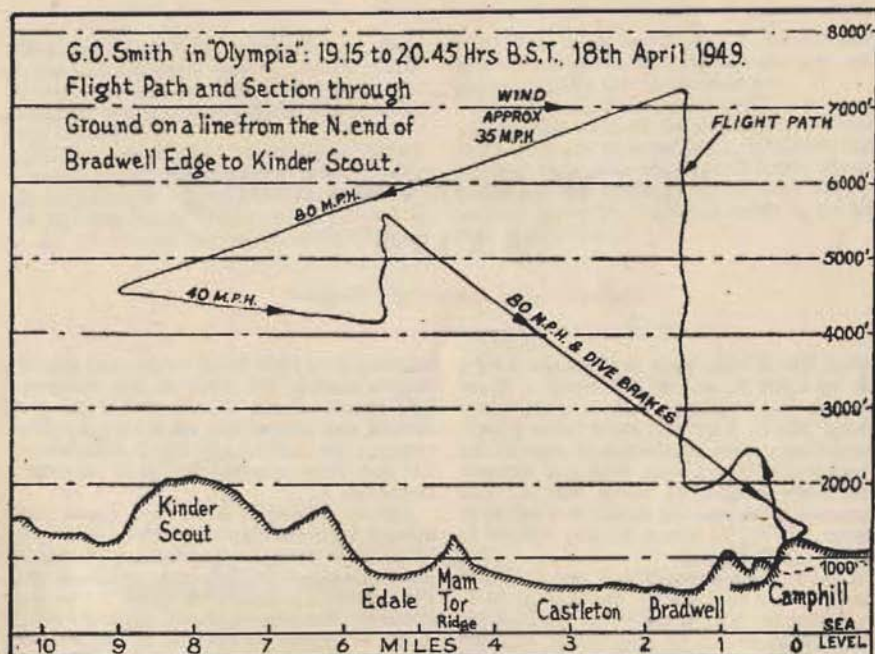 8000'
G.O. Smith in "Olympia": 19.15 to 20.45 Hrs B.S.T., 18th April 1949.
Flight Path and Section through
Ground on a line from the N. end of
Bradwell Edge to Kinder Scout.
WIND
APPROX
35 M.P.H
7000'
FLIGHT PATH
6000'
80 M.P.H.
5000'
40 M.P.H.
4000'
80 M.P.H. & DIVE BRAKES
3000'
2000'
Kinder
Scout
1000'
Edale
Mam
Tor
Ridge
Castleton
Bradwell
Camphill
10 9 8 7 6 MILES 4 3 2 1 0
SEA
LEVEL